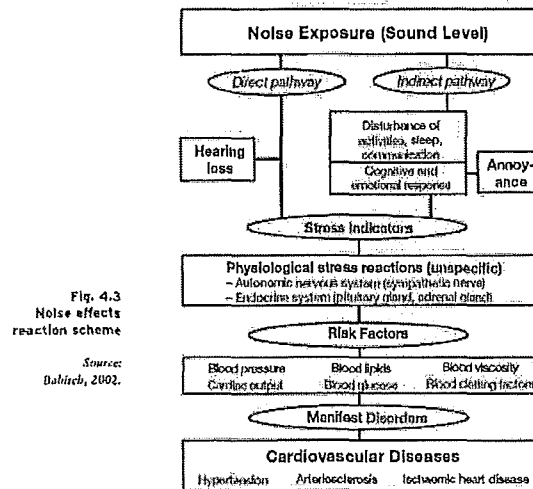 Noise Exposure (Sound Level)
Direct pathway
Indirect pathway
Disturbance of
activities, sleep,
communication
Hearing
loss
Cognitive and
emotional response
Annoy-
ance
Stress Indicators
Physiological stress reactions (unspecific)
– Autonomic nervous system (sympathetic nerve)
– Endocrine system (pituitary gland, adrenal gland)
Fig. 4.3
Noise effects
reaction scheme
Source:
Babisch, 2002.
Risk Factors
Blood pressure Blood lipids Blood viscosity
Cardiac output Blood glucose Blood clotting factors
Manifest Disorders
Cardiovascular Diseases
Hypertension Arteriosclerosis Ischaemic heart disease